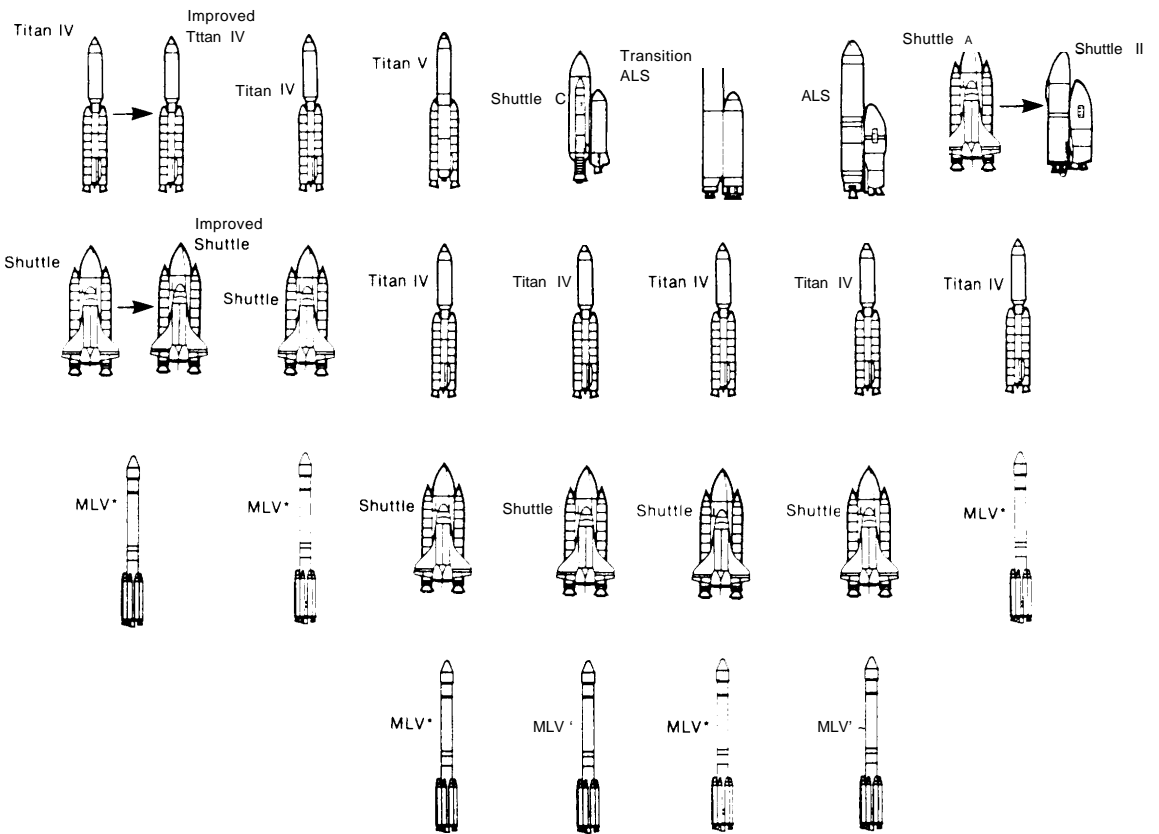 Titan IV
Improved
Tttan IV
Titan IV
Titan V
Shuttle C
Transition
ALS
ALS
Shuttle A
Shuttle II
Shuttle
Improved
Shuttle
Shuttle
Titan IV
Titan IV
Titan IV
Titan IV
Titan IV
MLV*
MLV*
Shuttle
Shuttle
Shuttle
Shuttle
MLV*
MLV*
MLV ‘
MLV*
MLV’